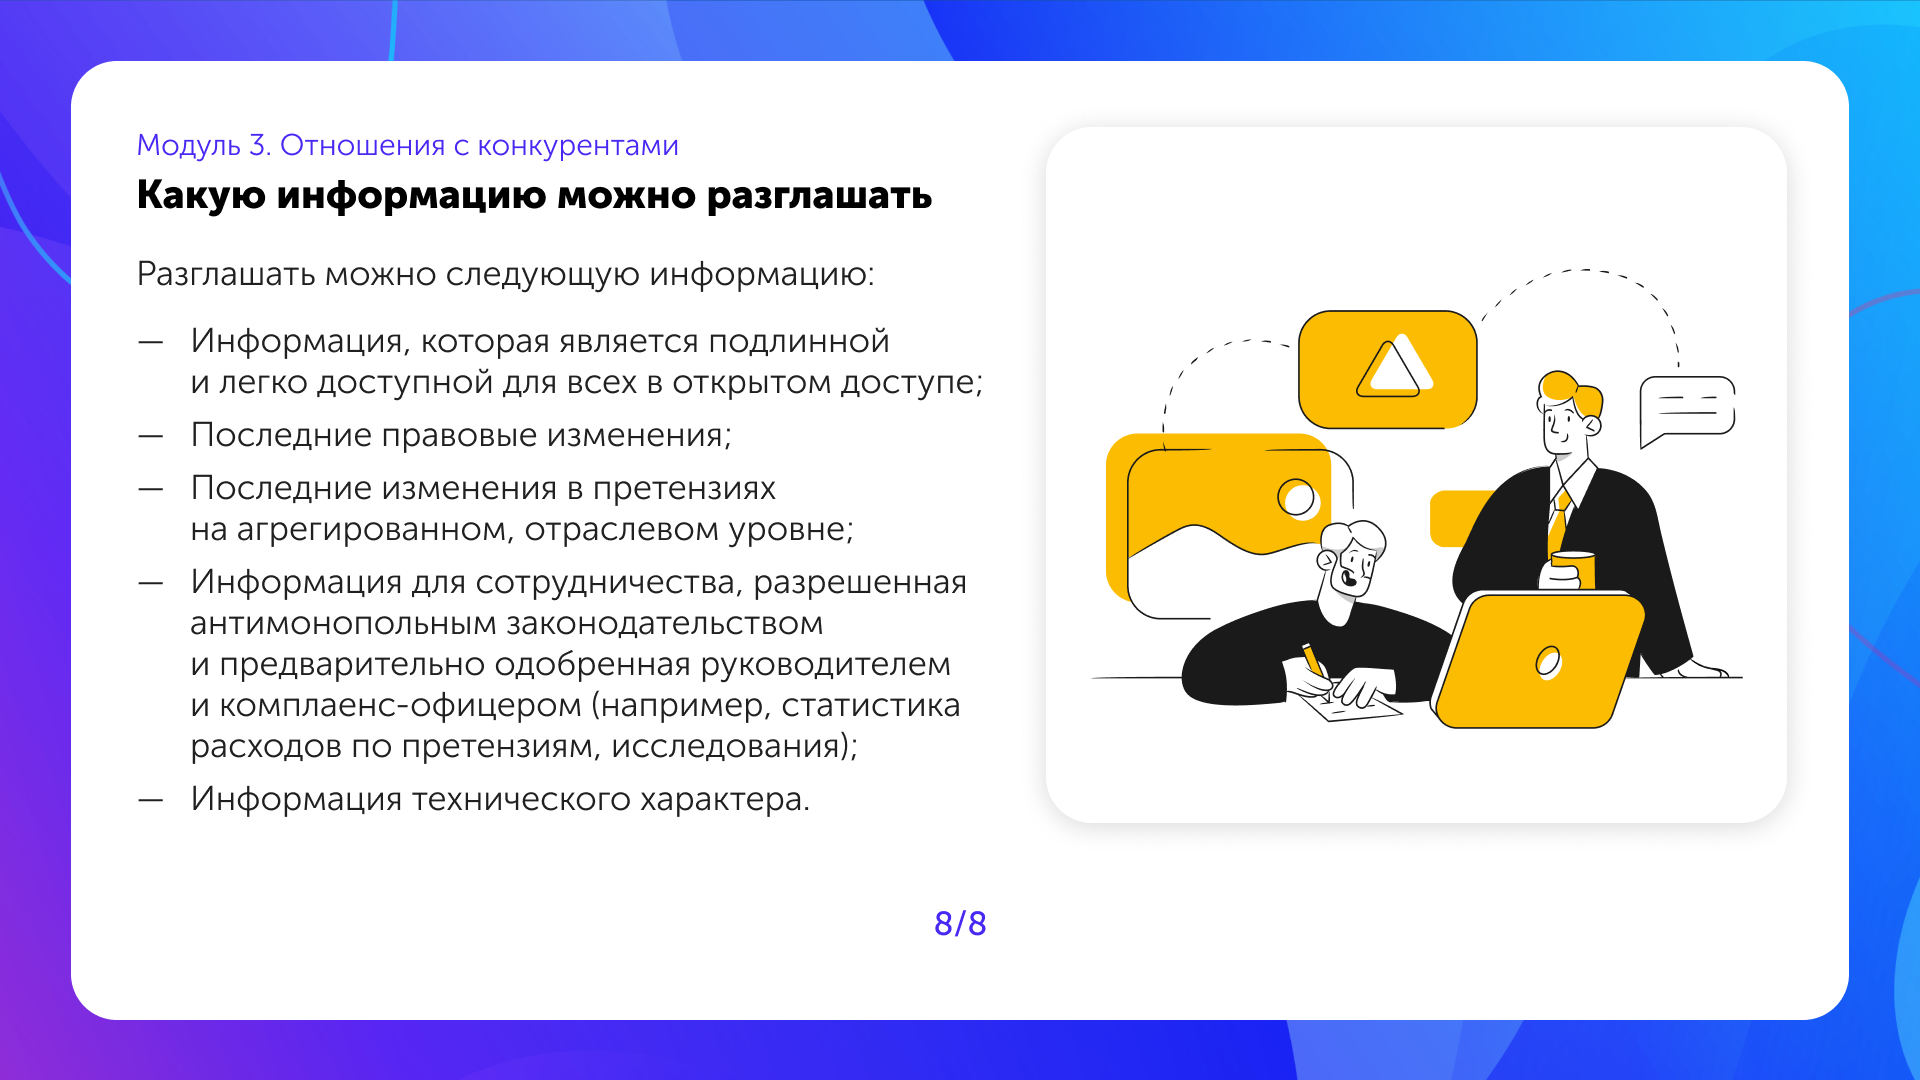 Модуль 3. Отношения с конкурентами
Какую информацию можно разглашать
Разглашать можно следующую информацию:
— Информация, которая является подлинной
и легко доступной для всех в открытом доступе;
— Последние правовые изменения;
— Последние изменения в претензиях
на агрегированном, отраслевом уровне;
— Информация для сотрудничества, разрешенная
антимонопольным законодательством
и предварительно одобренная руководителем
и комплаенс-офицером (например, статистика
расходов по претензиям, исследования);
— Информация технического характера.
8/8